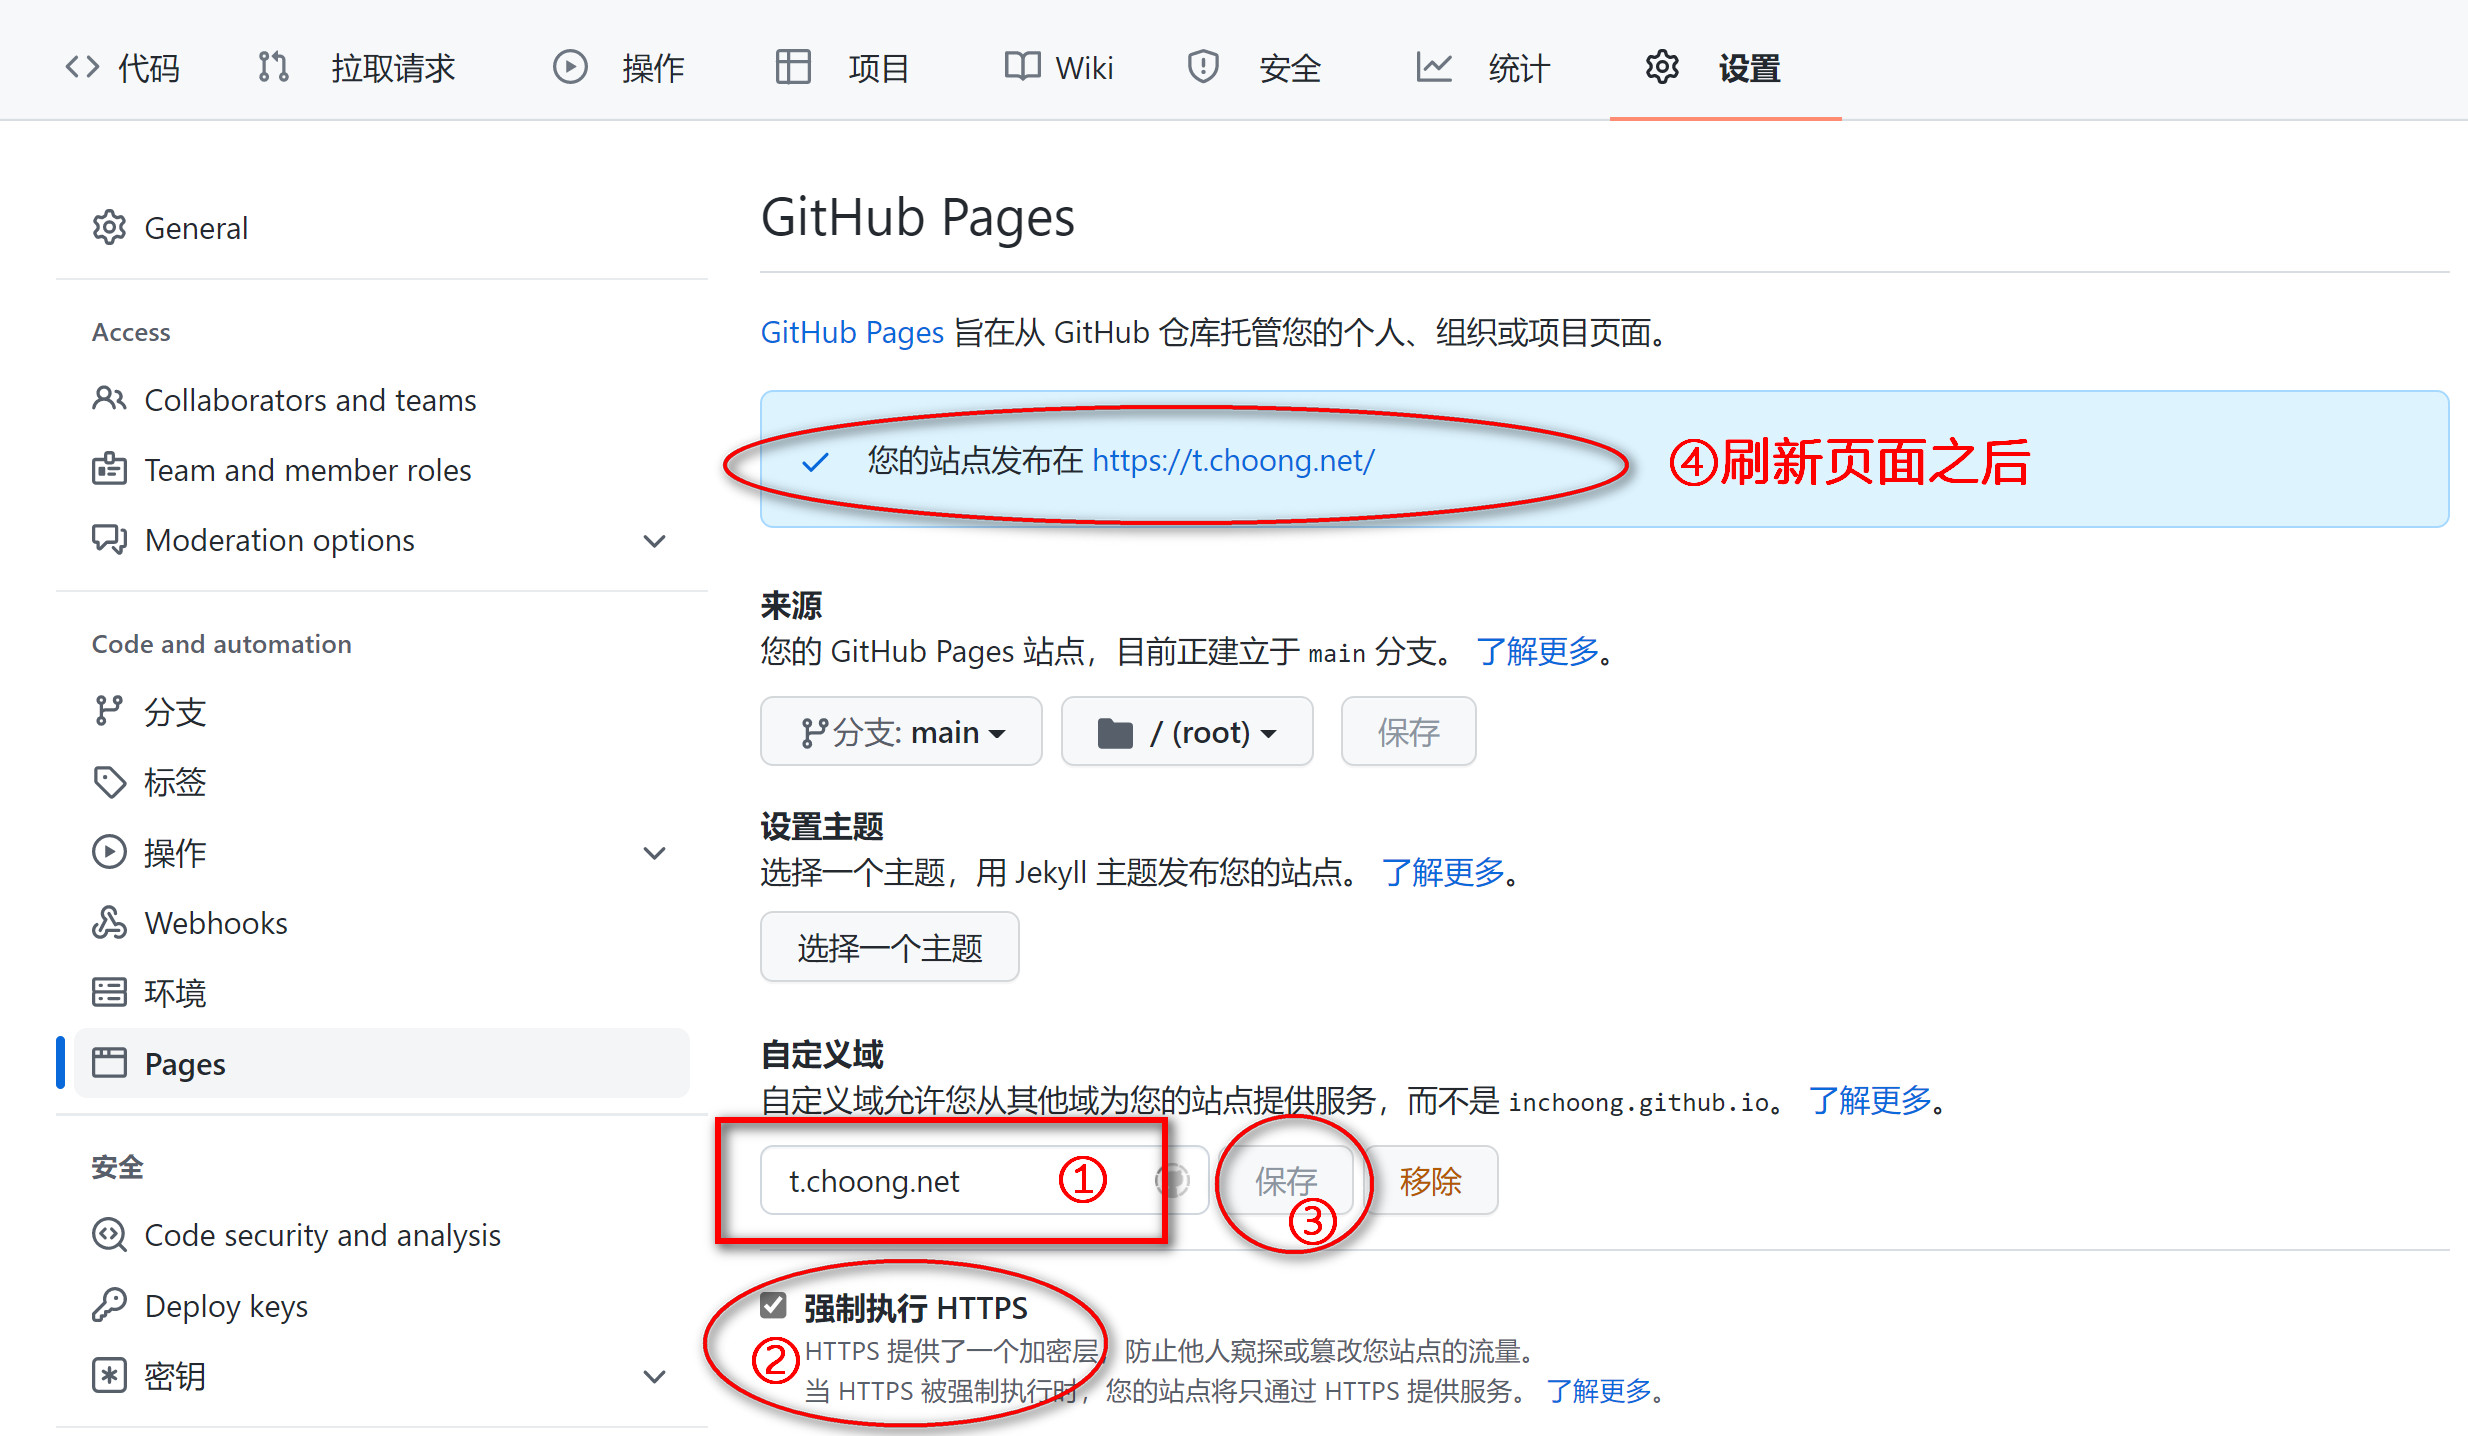 代码 拉取请求 操作 项目 Wiki 安全 统计 设置
General
Access
Collaborators and teams
Team and member roles
Moderation options
Code and automation
分支
标签
操作
Webhooks
环境
Pages
安全
Code security and analysis
Deploy keys
密钥
GitHub Pages
GitHub Pages 旨在从 GitHub 仓库托管您的个人、组织或项目页面。
您的站点发布在 https://t.choong.net/ ④刷新页面之后
来源
您的 GitHub Pages 站点，目前正建立于 main 分支。 了解更多。
分支: main / (root) 保存
设置主题
选择一个主题，用 Jekyll 主题发布您的站点。 了解更多。
选择一个主题
自定义域
自定义域允许您从其他域为您的站点提供服务，而不是 inchoong.github.io。 了解更多。
t.choong.net ① 保存 ③ 移除
强制执行 HTTPS
② HTTPS 提供了一个加密层，防止他人窥探或篡改您站点的流量。
当 HTTPS 被强制执行时，您的站点将只通过 HTTPS 提供服务。 了解更多。